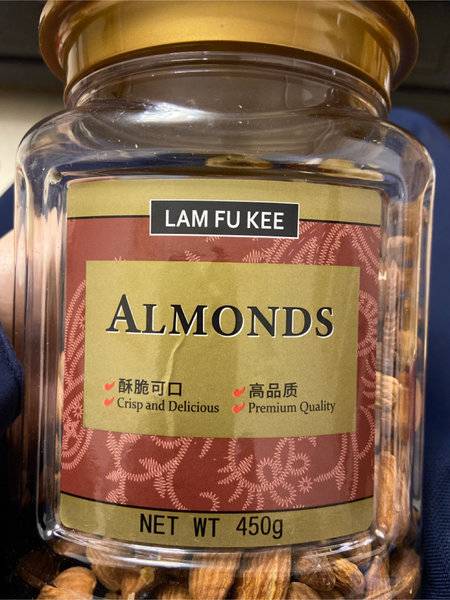 LAM FU KEE
ALMONDS
酥脆可口
Crisp and Delicious
高品质
Premium Quality
NET WT 450g